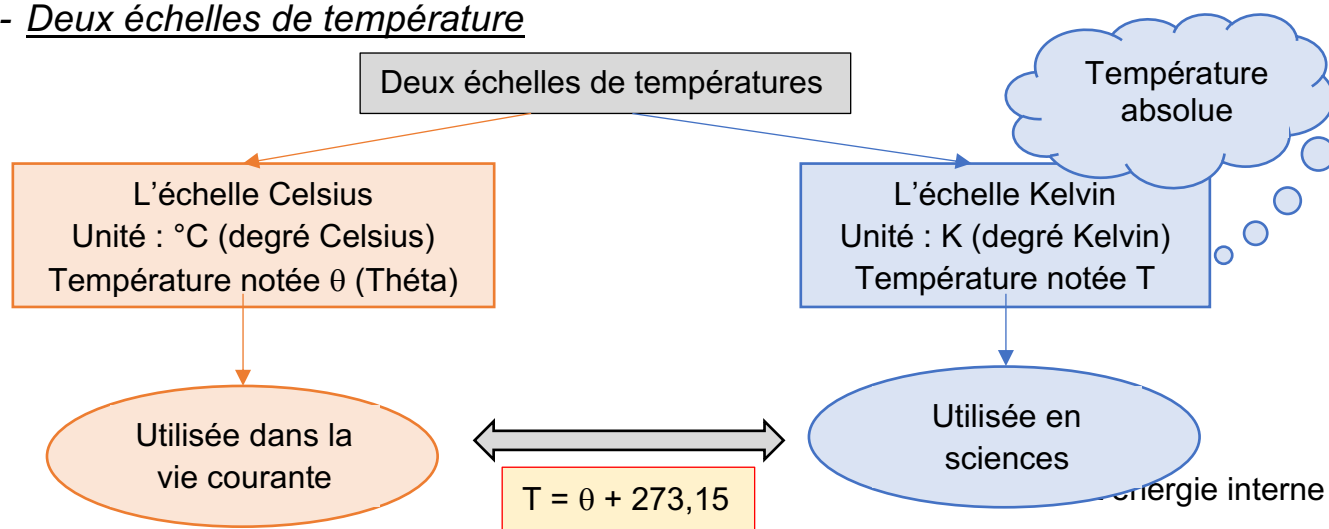 - Deux échelles de température
Deux échelles de températures
Température
absolue
L'échelle Celsius
Unité : °C (degré Celsius)
Température notée θ (Théta)
L'échelle Kelvin
Unité : K (degré Kelvin)
Température notée T
Utilisée dans la
vie courante
Utilisée en
sciences
T = θ + 273,15
énergie interne